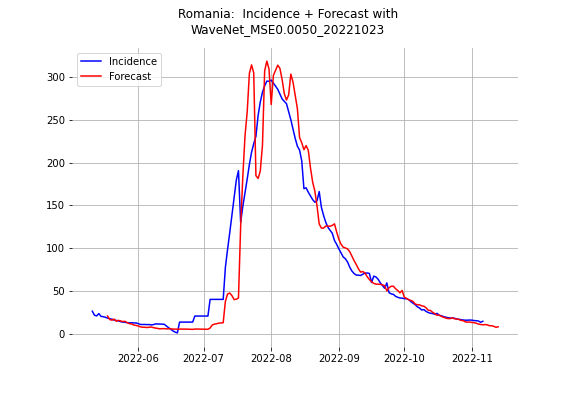 Romania:  Incidence + Forecast with
WaveNet_MSE0.0050_20221023
Incidence
Forecast
300
250
200
150
100
50
0
2022-06 2022-07 2022-08 2022-09 2022-10 2022-11